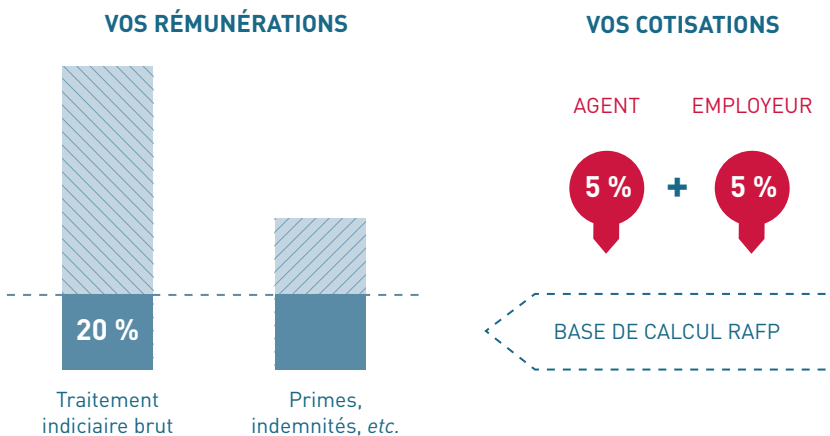 VOS RÉMUNÉRATIONS
20 %
Traitement
indiciaire brut
Primes,
indemnités, etc.
VOS COTISATIONS
AGENT
EMPLOYEUR
5 % + 5 %
BASE DE CALCUL RAFP